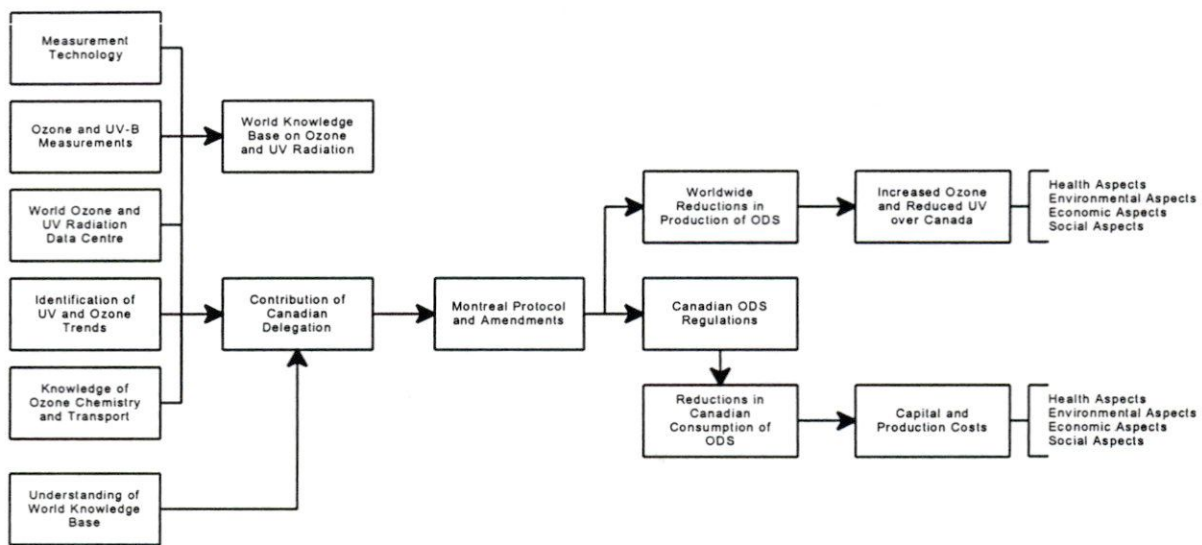 Measurement
Technology
Ozone and UV-B
Measurements
World Ozone and
UV Radiation
Data Centre
Identification of
UV and Ozone
Trends
Knowledge of
Ozone Chemistry
and Transport
Understanding of
World Knowledge
Base
World Knowledge
Base on Ozone
and UV Radiation
Contribution of
Canadian
Delegation
Montreal Protocol
and Amendments
Worldwide
Reductions in
Production of ODS
Canadian ODS
Regulations
Reductions in
Canadian
Consumption of
ODS
Increased Ozone
and Reduced UV
over Canada
Capital and
Production Costs
Health Aspects
Environmental Aspects
Economic Aspects
Social Aspects
Health Aspects
Environmental Aspects
Economic Aspects
Social Aspects